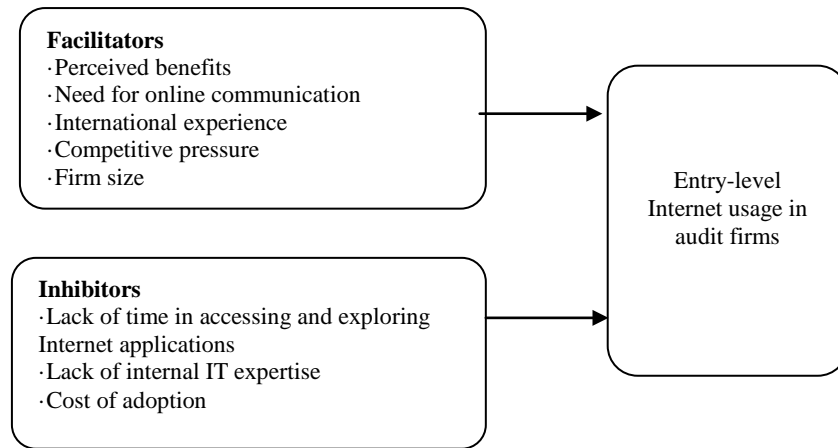 Facilitators
·Perceived benefits
·Need for online communication
·International experience
·Competitive pressure
·Firm size
Inhibitors
·Lack of time in accessing and exploring
Internet applications
·Lack of internal IT expertise
·Cost of adoption
Entry-level
Internet usage in
audit firms